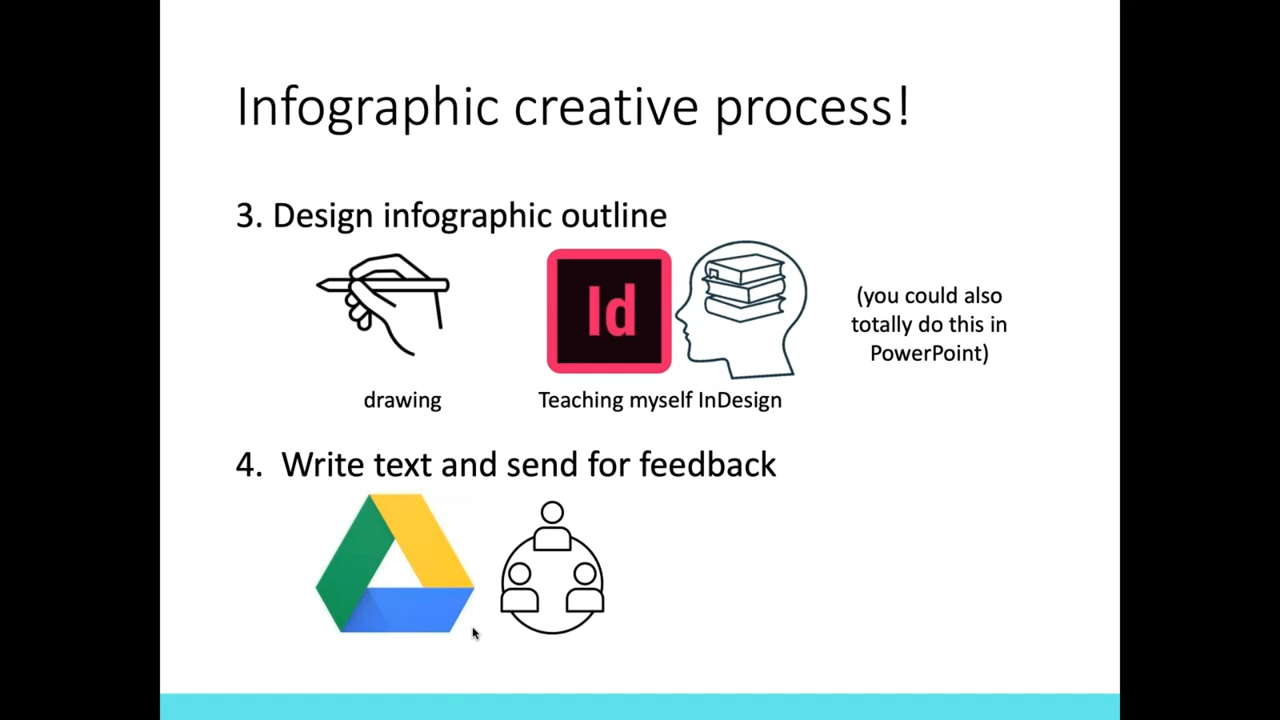 Infographic creative process!
3. Design infographic outline
Id
(you could also
totally do this in
PowerPoint)
drawing
Teaching myself InDesign
4. Write text and send for feedback